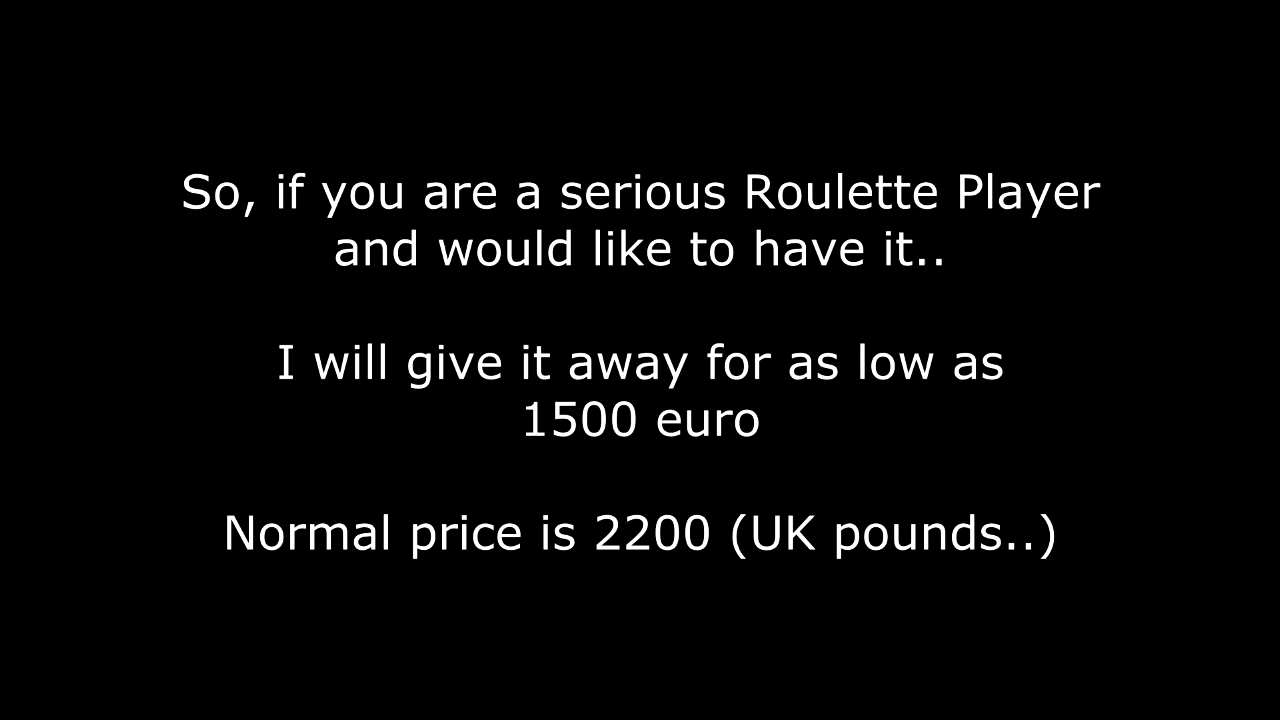 So, if you are a serious Roulette Player
and would like to have it..
I will give it away for as low as
1500 euro
Normal price is 2200 (UK pounds..)